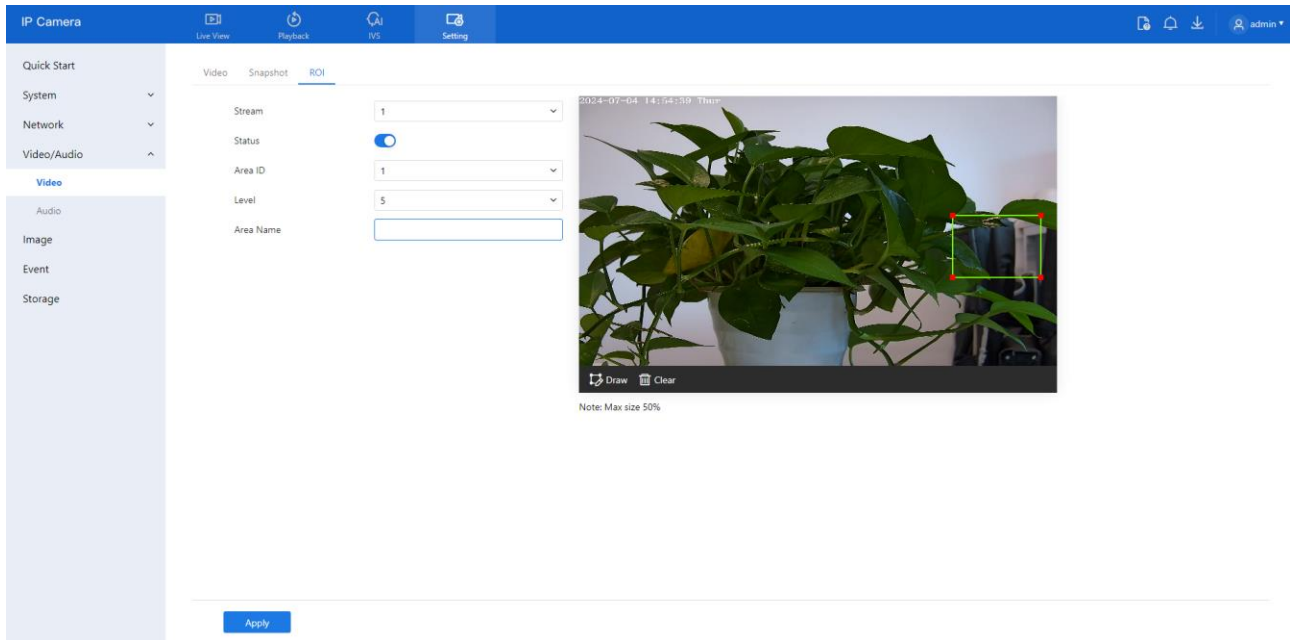 IP Camera
Live View
Playback
IVS
Setting
admin
Quick Start
System
Network
Video/Audio
Video
Audio
Image
Event
Storage
Video Snapshot ROI
Stream 1
Status
Area ID 1
Level 5
Area Name
2024-07-04 14:54:39 Thur
Draw Clear
Note: Max size 50%
Apply